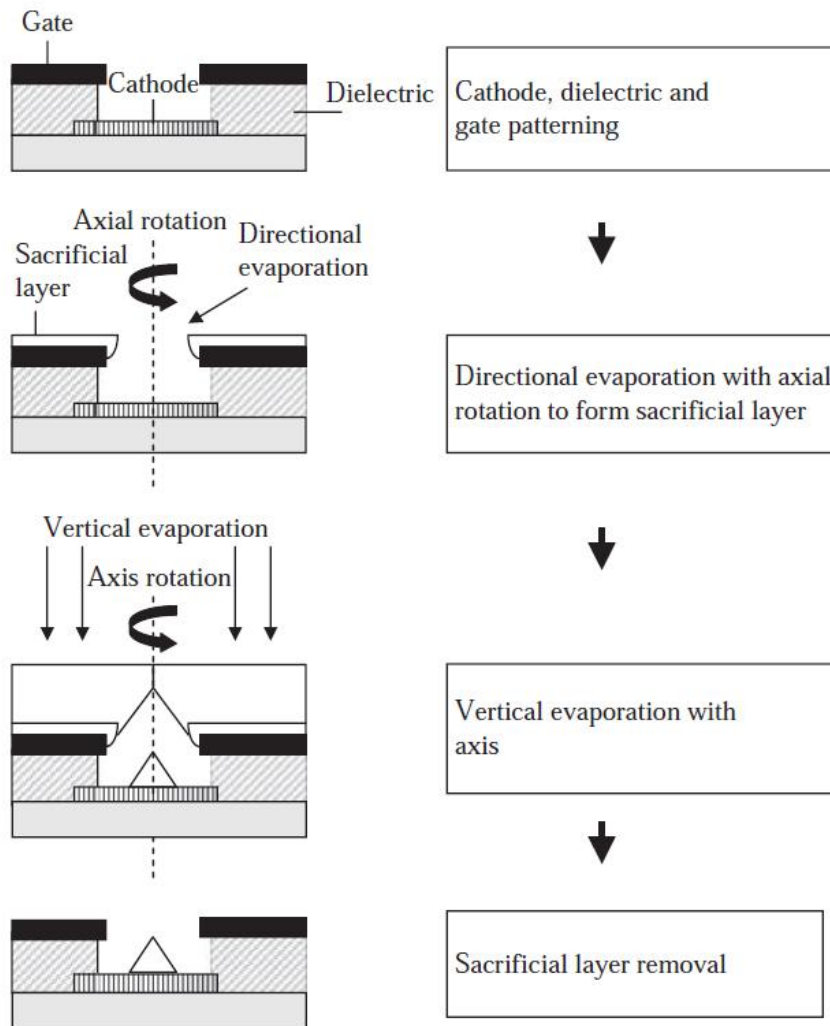 Gate
Cathode
Dielectric
Cathode, dielectric and
gate patterning
Axial rotation
Directional
evaporation
Sacrificial
layer
Directional evaporation with axial
rotation to form sacrificial layer
Vertical evaporation
Axis rotation
Vertical evaporation with
axis
Sacrificial layer removal